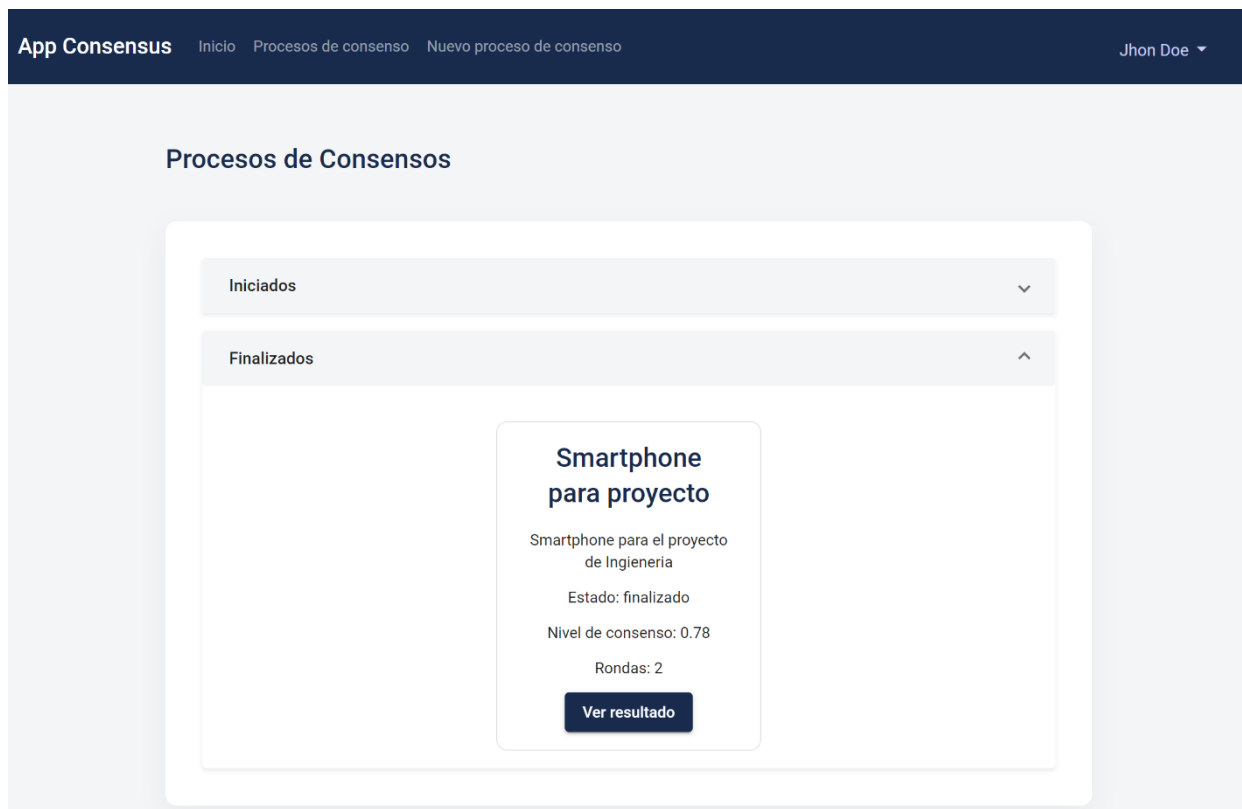 App Consensus Inicio Procesos de consenso Nuevo proceso de consenso Jhon Doe
Procesos de Consensos
Iniciados
Finalizados
Smartphone
para proyecto
Smartphone para el proyecto
de Ingieneria
Estado: finalizado
Nivel de consenso: 0.78
Rondas: 2
Ver resultado